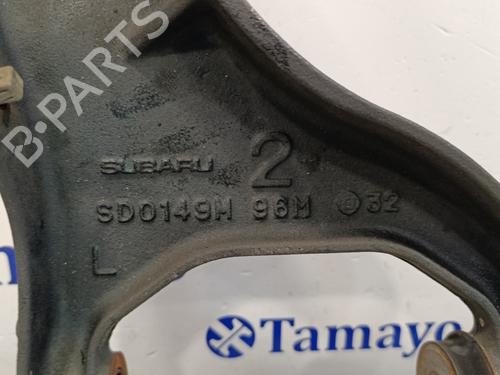 B-PARTS
SUBARU 2
SD0149M 96M 32
L
Tamayo